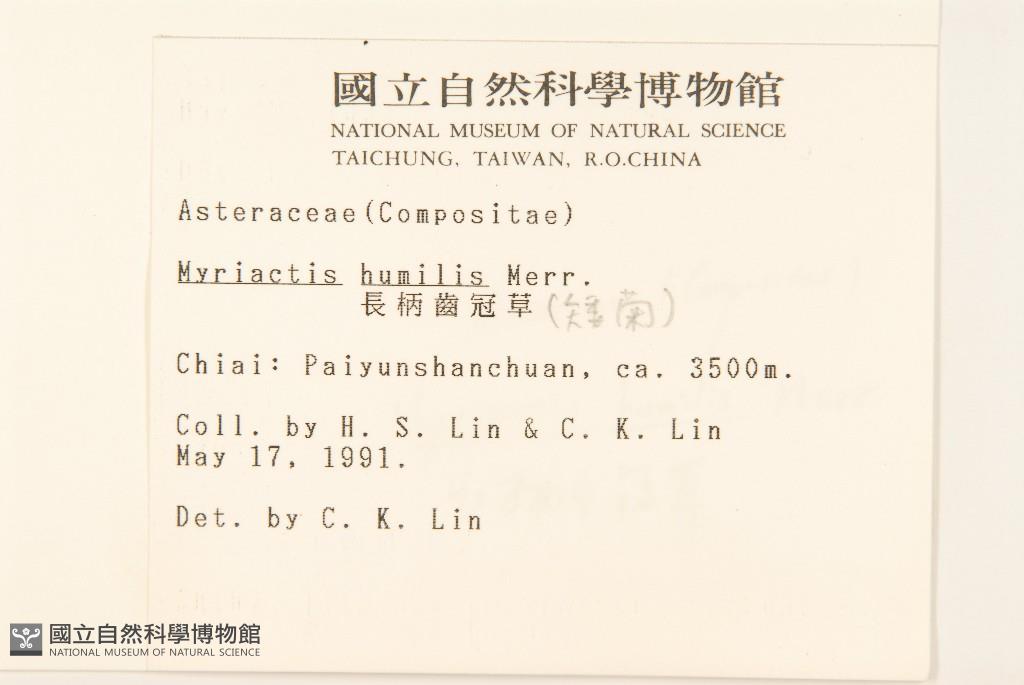 國立自然科學博物館
NATIONAL MUSEUM OF NATURAL SCIENCE
TAICHUNG, TAIWAN, R.O.CHINA
Asteraceae(Compositae)
Myriactis humilis Merr.
長柄齒冠草(矮菊)
Chiai: Paiyunshanchuan, ca. 3500m.
Coll. by H. S. Lin & C. K. Lin
May 17, 1991.
Det. by C. K. Lin
國立自然科學博物館
NATIONAL MUSEUM OF NATURAL SCIENCE